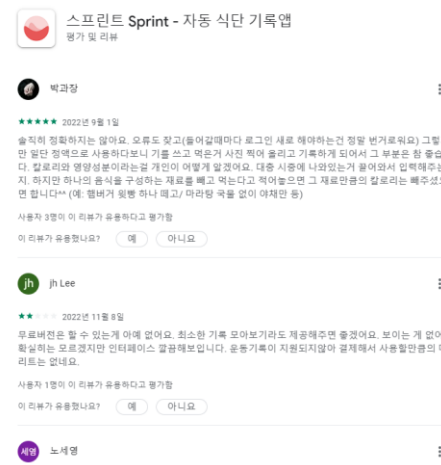 스프린트 Sprint - 자동 식단 기록앱
평가 및 리뷰
박과장
★★★★★ 2022년 9월 1일
솔직히 정확하지는 않아요. 오류도 잦고(들어갈때마다 로그인 새로 해야하는건 정말 번거로워요) 그렇
만 일단 정액으로 사용하다보니 기를 쓰고 먹은거 사진 찍어 올리고 기록하게 되어서 그 부분은 참 좋습
다. 칼로리와 영양성분이라는걸 개인이 어떻게 알겠어요. 대충 시중에 나와있는거 끌어와서 입력해주는
지. 하지만 하나의 음식을 구성하는 재료를 빼고 먹는다고 적어놓으면 그 재료만큼의 칼로리는 빼주셨으
면 합니다^^ (예: 햄버거 윗빵 하나 떼고/ 마라탕 국물 없이 야채만 등)
사용자 3명이 이 리뷰가 유용하다고 평가함
이 리뷰가 유용했나요? 예 아니요
jh jh Lee
★★ 2022년 11월 8일
무료버전은 할 수 있는게 아예 없어요. 최소한 기록 모아보기라도 제공해주면 좋겠어요. 보이는 게 없어
확실히는 모르겠지만 인터페이스 깔끔해보입니다. 운동기록이 지원되지않아 결제해서 사용할만큼의 메
리트는 없네요.
사용자 1명이 이 리뷰가 유용하다고 평가함
이 리뷰가 유용했나요? 예 아니요
세영 노세영